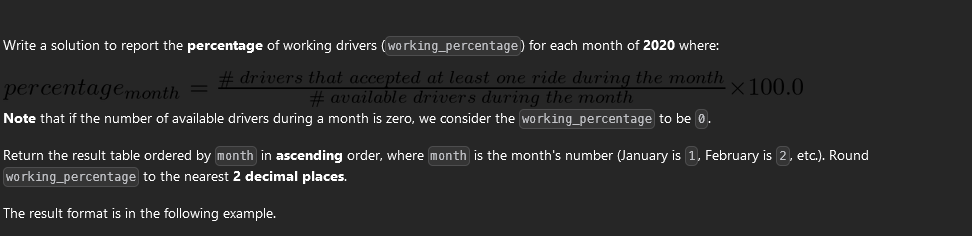 Write a solution to report the percentage of working drivers (working_percentage) for each month of 2020 where:
percentage_month = # drivers that accepted at least one ride during the month / # available drivers during the month × 100.0
Note that if the number of available drivers during a month is zero, we consider the working_percentage to be 0.
Return the result table ordered by month in ascending order, where month is the month's number (January is 1, February is 2, etc.). Round
working_percentage to the nearest 2 decimal places.
The result format is in the following example.